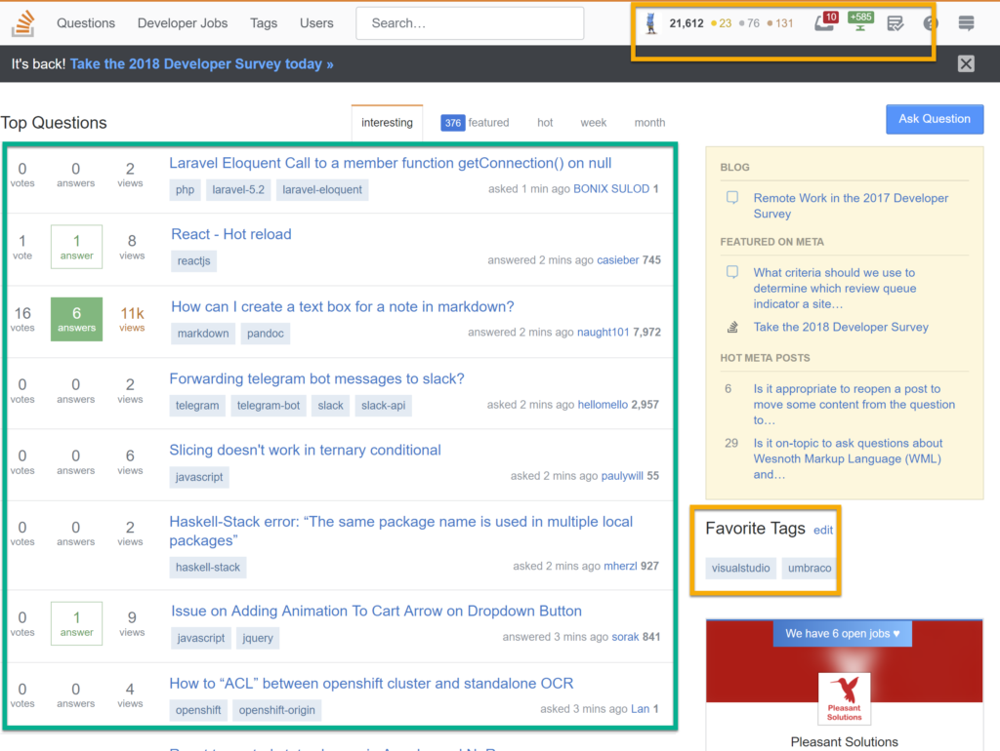 Questions Developer Jobs Tags Users Search… 21,612 23 76 131 10 +585 ?
It's back! Take the 2018 Developer Survey today »
Top Questions
interesting 376 featured hot week month
Ask Question
0 votes 0 answers 2 views
Laravel Eloquent Call to a member function getConnection() on null
php laravel-5.2 laravel-eloquent
asked 1 min ago BONIX SULOD 1
1 vote 1 answer 8 views
React - Hot reload
reactjs
answered 2 mins ago casieber 745
16 votes 6 answers 11k views
How can I create a text box for a note in markdown?
markdown pandoc
answered 2 mins ago naught101 7,972
0 votes 0 answers 2 views
Forwarding telegram bot messages to slack?
telegram telegram-bot slack slack-api
asked 2 mins ago hellomello 2,957
0 votes 0 answers 6 views
Slicing doesn't work in ternary conditional
javascript
asked 2 mins ago paulywill 55
0 votes 0 answers 2 views
Haskell-Stack error: “The same package name is used in multiple local
packages”
haskell-stack
asked 2 mins ago mherzl 927
0 votes 1 answer 9 views
Issue on Adding Animation To Cart Arrow on Dropdown Button
javascript jquery
answered 3 mins ago sorak 841
0 votes 0 answers 4 views
How to “ACL” between openshift cluster and standalone OCR
openshift openshift-origin
asked 3 mins ago Lan 1
BLOG
Remote Work in the 2017 Developer
Survey
FEATURED ON META
What criteria should we use to
determine which review queue
indicator a site…
Take the 2018 Developer Survey
HOT META POSTS
6 Is it appropriate to reopen a post to
move some content from the question
to…
29 Is it on-topic to ask questions about
Wesnoth Markup Language (WML)
and…
Favorite Tags edit
visualstudio umbraco
We have 6 open jobs ♥
Pleasant
Solutions
Pleasant Solutions